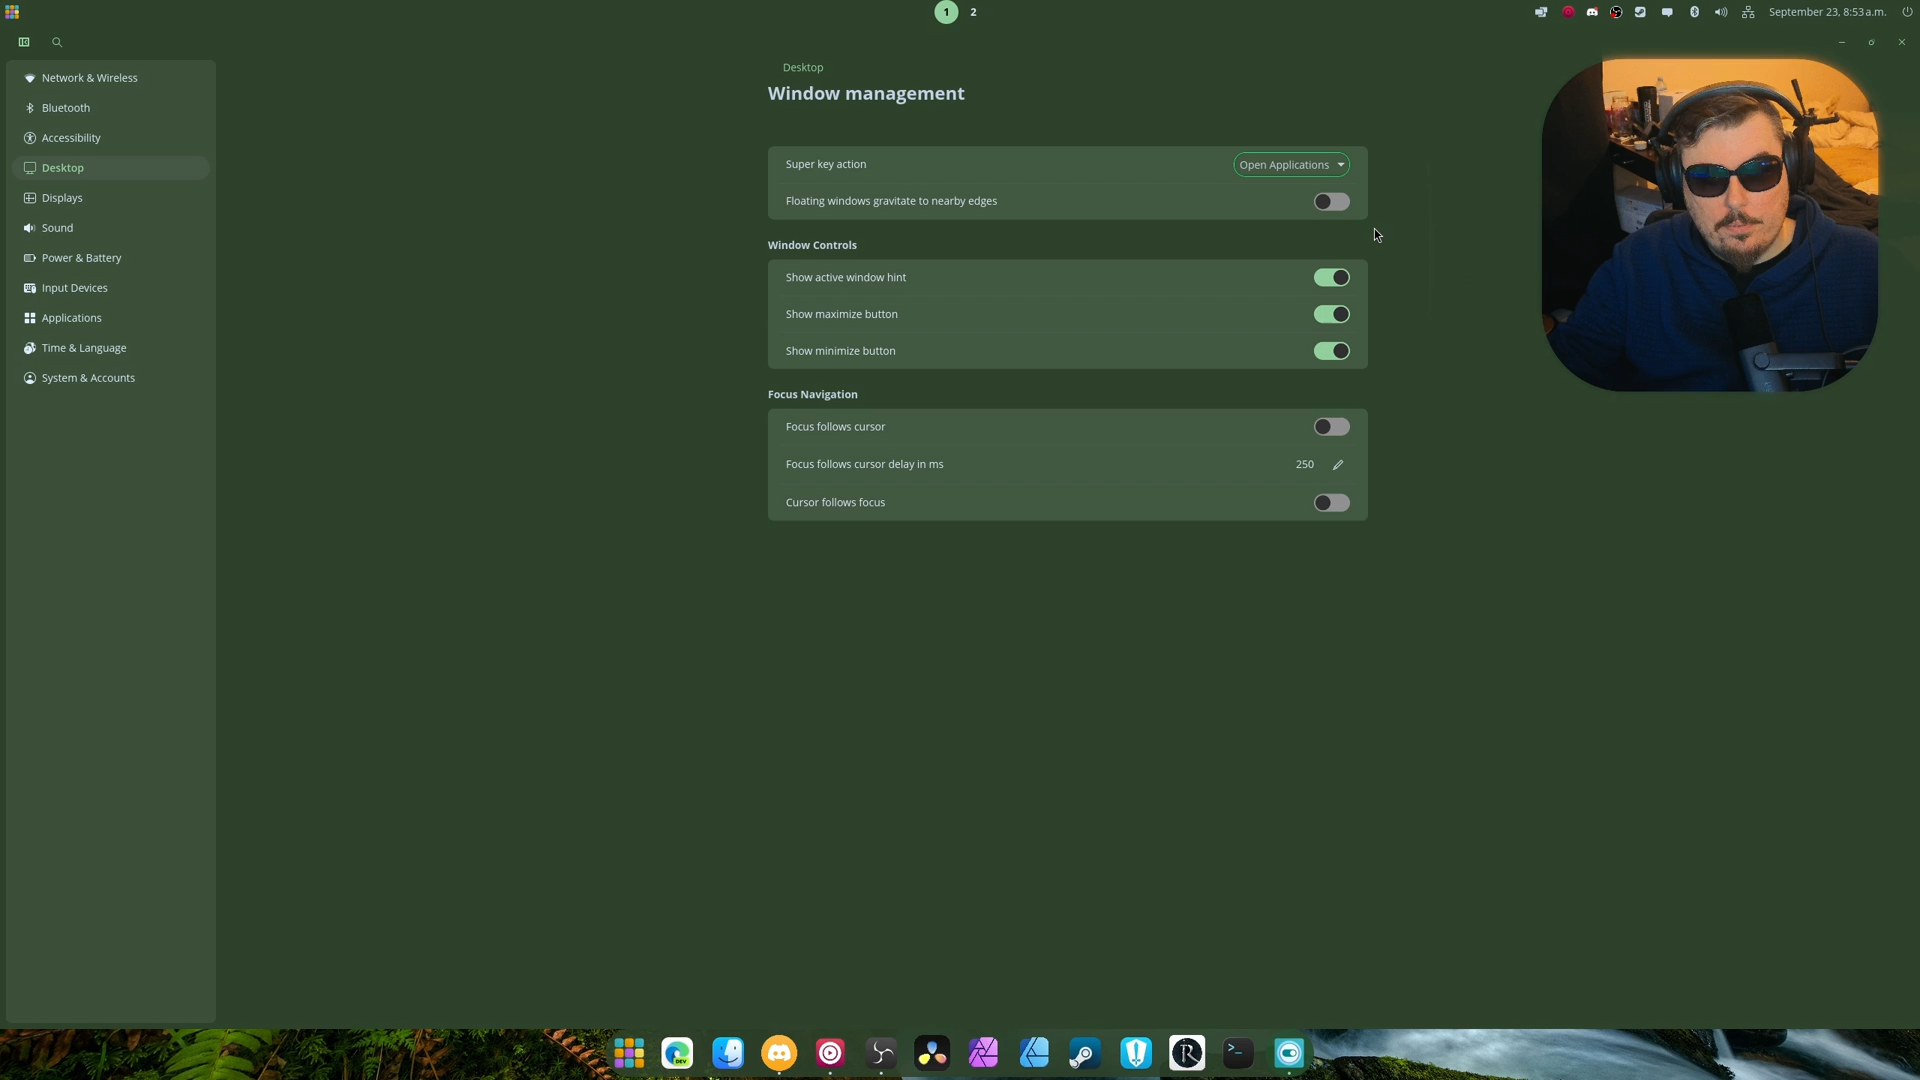 1
2
September 23, 8:53 a.m.
Network & Wireless
Bluetooth
Accessibility
Desktop
Displays
Sound
Power & Battery
Input Devices
Applications
Time & Language
System & Accounts
Desktop
Window management
Super key action
Open Applications
Floating windows gravitate to nearby edges
Window Controls
Show active window hint
Show maximize button
Show minimize button
Focus Navigation
Focus follows cursor
Focus follows cursor delay in ms
250
Cursor follows focus
DEV